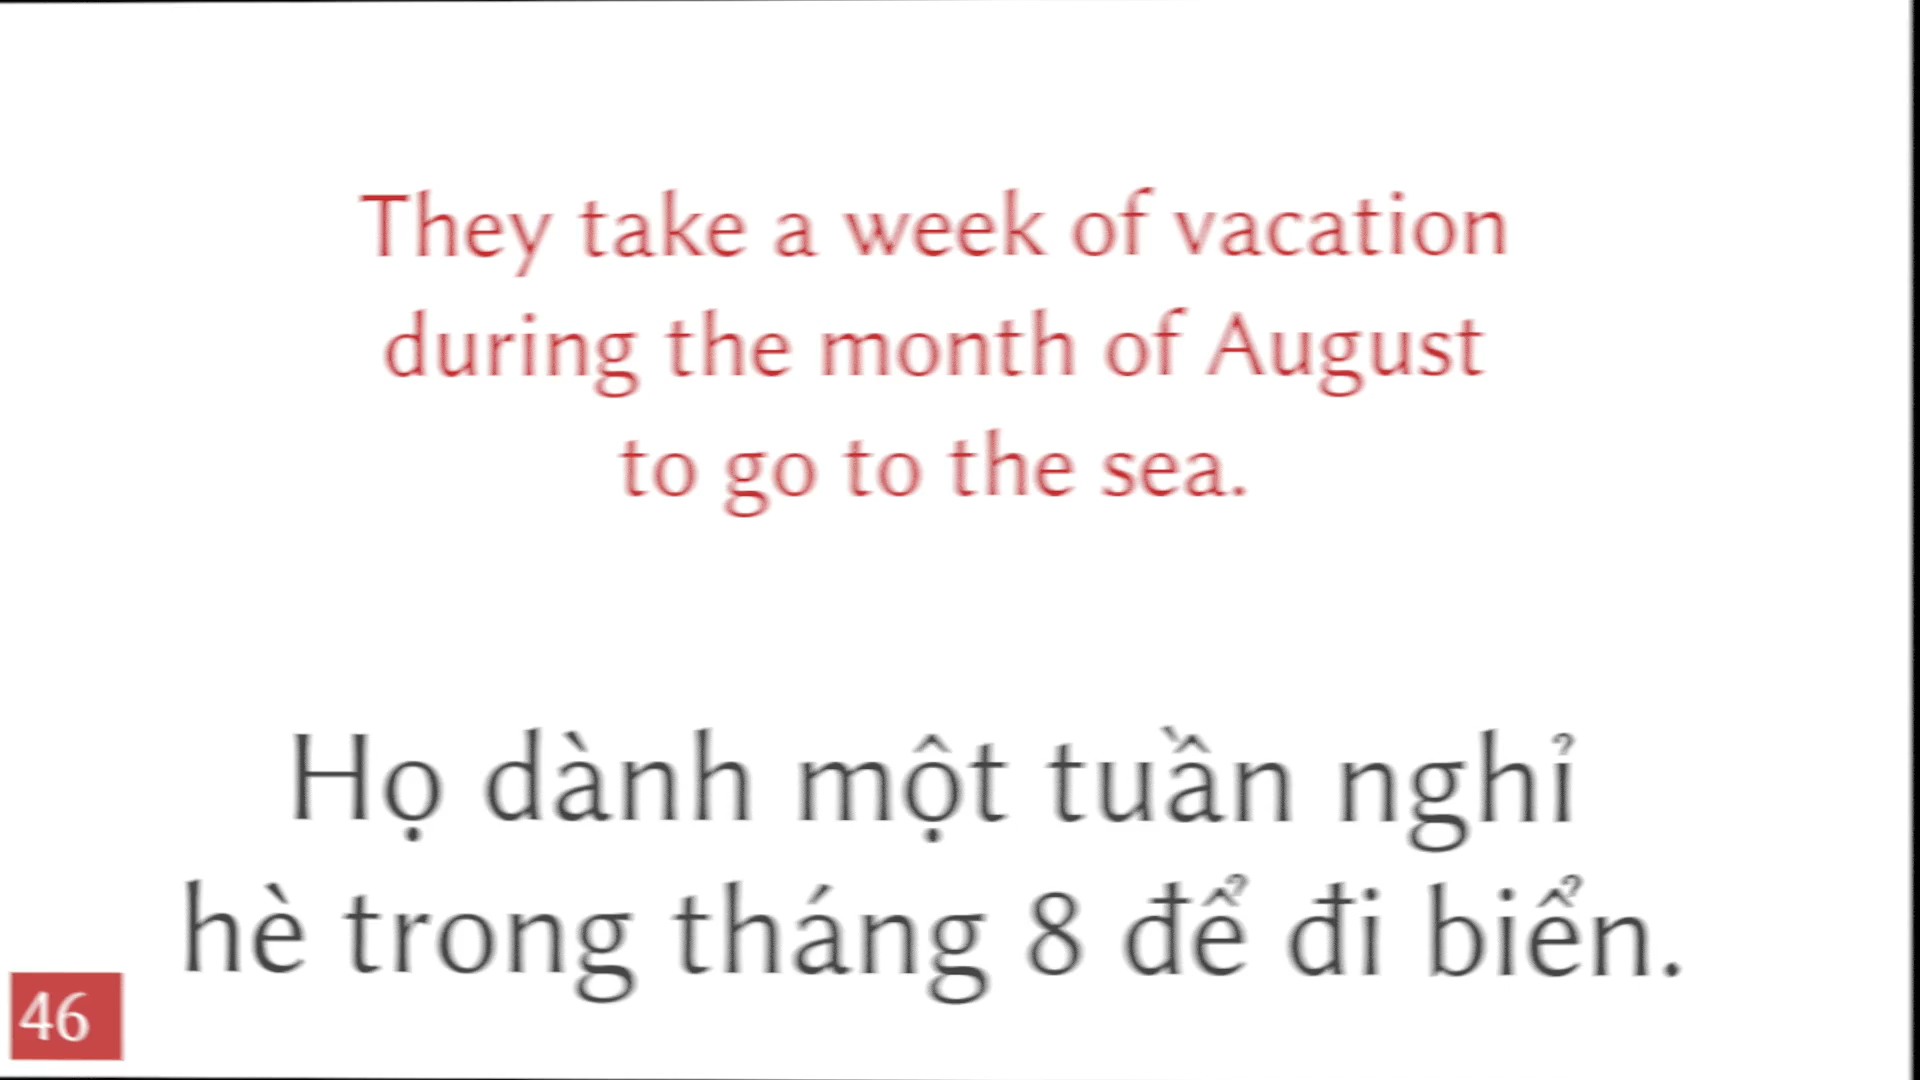 They take a week of vacation
during the month of August
to go to the sea.
Họ dành một tuần nghỉ
hè trong tháng 8 để đi biển.
46